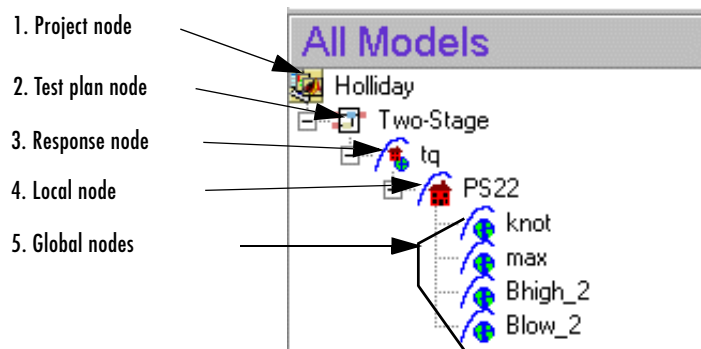 1. Project node
2. Test plan node
3. Response node
4. Local node
5. Global nodes
All Models
Holliday
Two-Stage
tq
PS22
knot
max
Bhigh_2
Blow_2